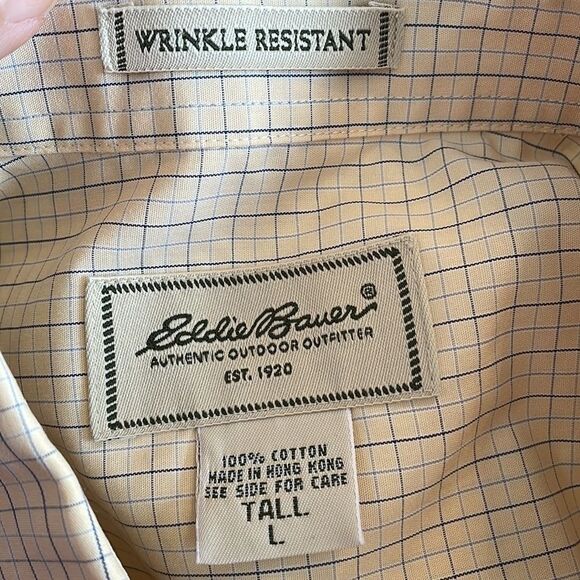 WRINKLE RESISTANT
Eddie Bauer®
AUTHENTIC OUTDOOR OUTFITTER
EST. 1920
100% COTTON
MADE IN HONG KONG
SEE SIDE FOR CARE
TALL
L